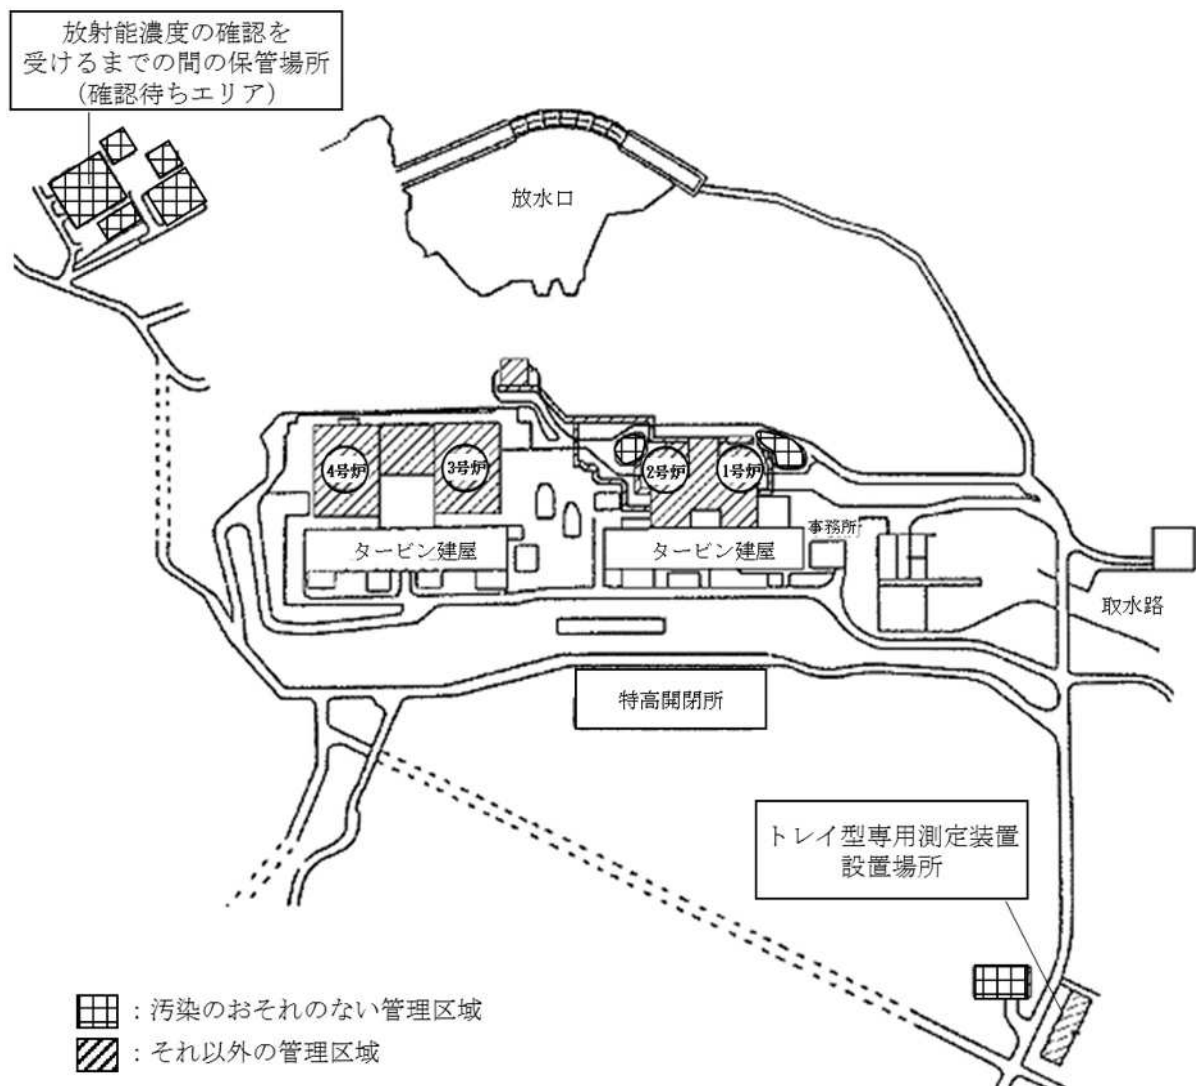 放射能濃度の確認を
受けるまでの間の保管場所
（確認待ちエリア）
放水口
4号炉
3号炉
2号炉
1号炉
事務所
タービン建屋
タービン建屋
取水路
特高開閉所
トレイ型専用測定装置
設置場所
：汚染のおそれのない管理区域
：それ以外の管理区域